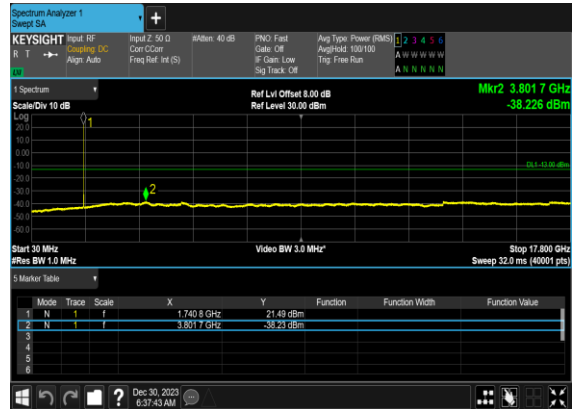 Spectrum Analyzer 1
Swept SA
+
KEYSIGHT Input: RF Input Z: 50 Ω #Atten: 40 dB PNO: Fast Avg Type: Power (RMS) 1 2 3 4 5 6
R T Coupling: DC Corr CCorr Gate: Off Avg|Hold: 100/100 A W W W W W
Align: Auto Freq Ref: Int (S) IF Gain: Low Trig: Free Run
Sig Track: Off A N N N N N
1 Spectrum Ref Lvl Offset 8.00 dB Mkr2 3.801 7 GHz
Scale/Div 10 dB Ref Level 30.00 dBm -38.226 dBm
Log
20.0
10.0
0.00
-10.0
-20.0
-30.0
-40.0
-50.0
-60.0
1
DL1 -13.00 dBm
2
Start 30 MHz Video BW 3.0 MHz* Stop 17.800 GHz
#Res BW 1.0 MHz Sweep 32.0 ms (40001 pts)
5 Marker Table
Mode Trace Scale X Y Function Function Width Function Value
1 N 1 f 1.740 8 GHz 21.49 dBm
2 N 1 f 3.801 7 GHz -38.23 dBm
3
4
5
6
? Dec 30, 2023
6:37:43 AM